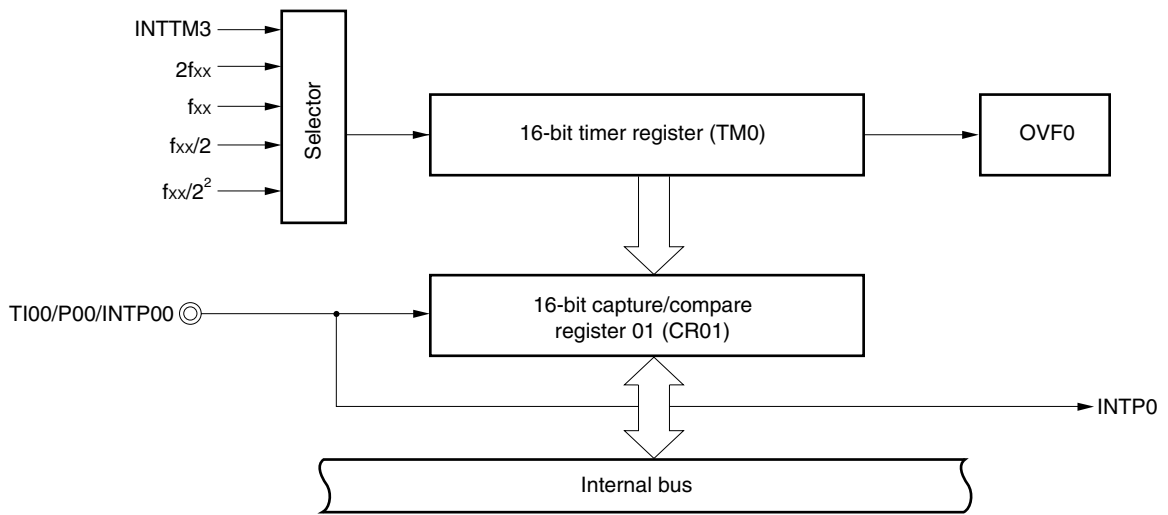 INTTM3
2fxx
fxx
fxx/2
fxx/2²
Selector
16-bit timer register (TM0)
OVF0
TI00/P00/INTP00
16-bit capture/compare
register 01 (CR01)
INTP0
Internal bus